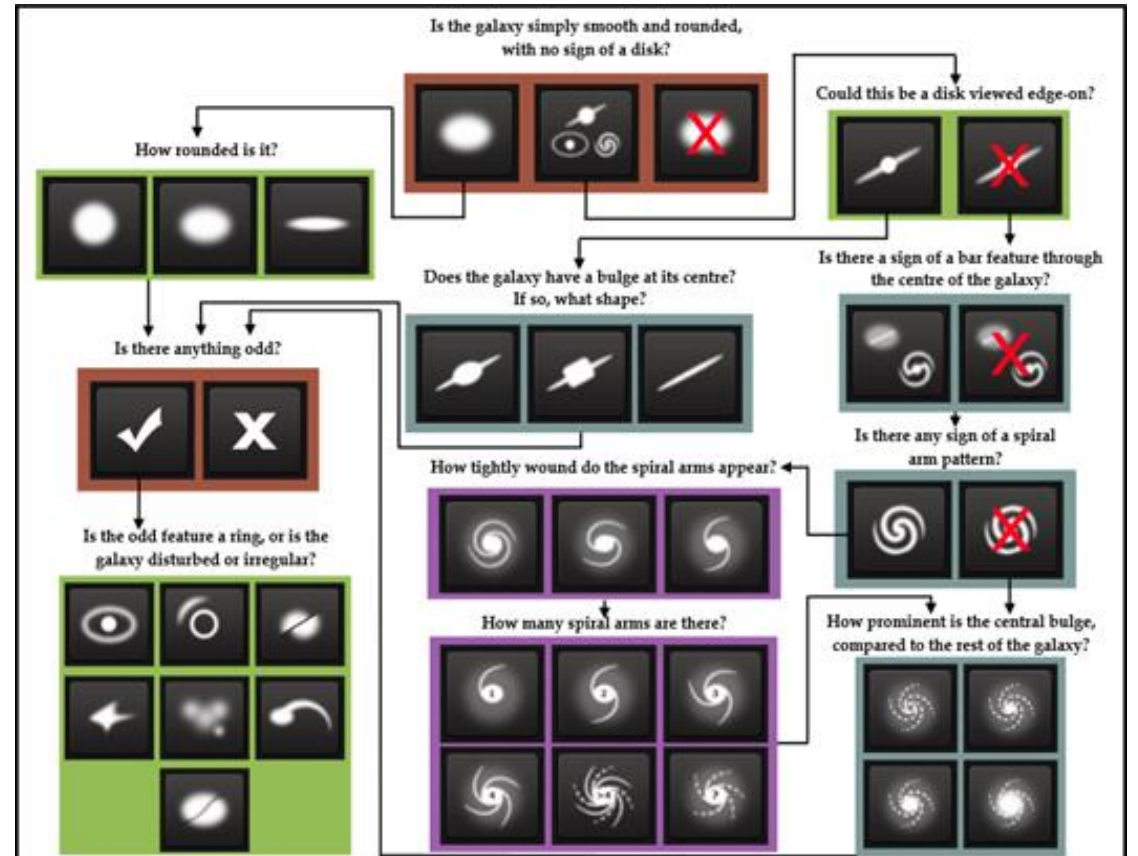 Is the galaxy simply smooth and rounded,
with no sign of a disk?
Could this be a disk viewed edge-on?
How rounded is it?
Does the galaxy have a bulge at its centre?
If so, what shape?
Is there a sign of a bar feature through
the centre of the galaxy?
Is there anything odd?
Is there any sign of a spiral
arm pattern?
How tightly wound do the spiral arms appear?
Is the odd feature a ring, or is the
galaxy disturbed or irregular?
How many spiral arms are there?
How prominent is the central bulge,
compared to the rest of the galaxy?
1
2
3
4
?